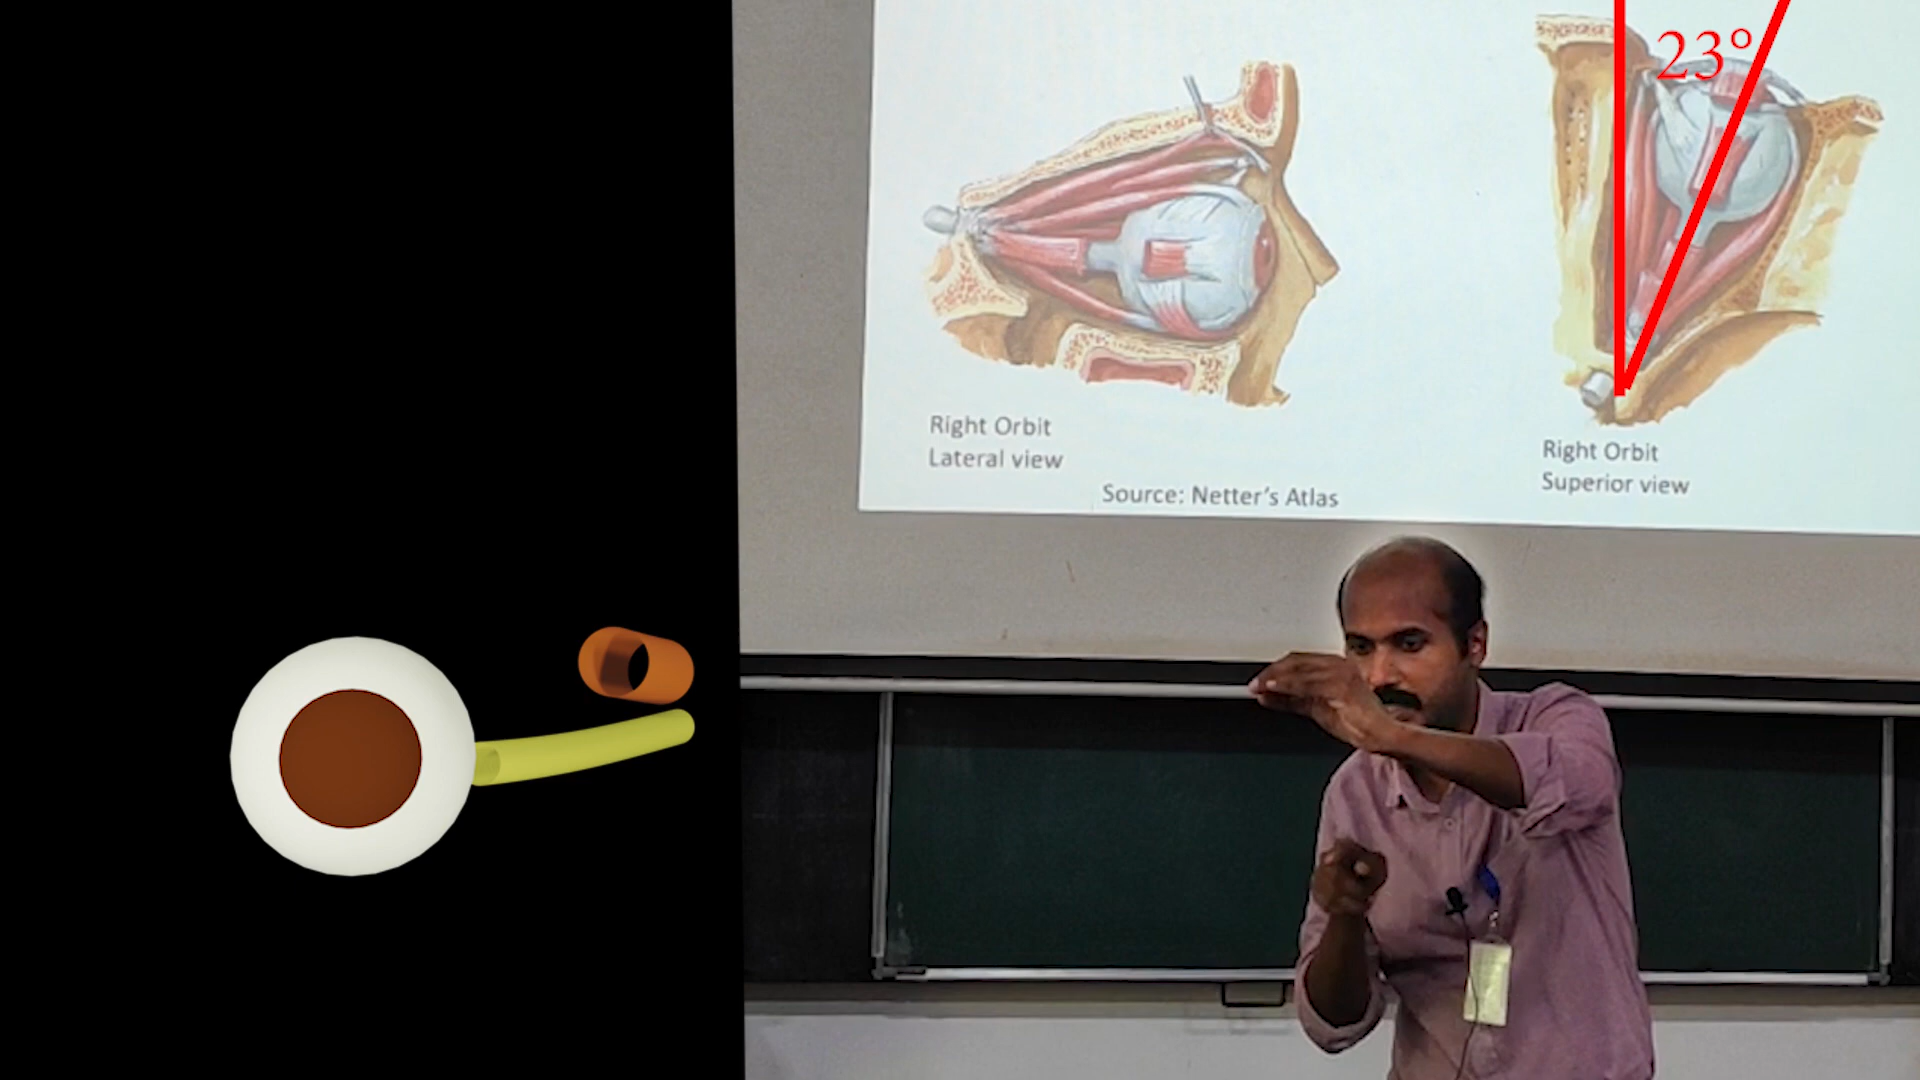 23°
Right Orbit
Lateral view
Right Orbit
Superior view
Source: Netter's Atlas